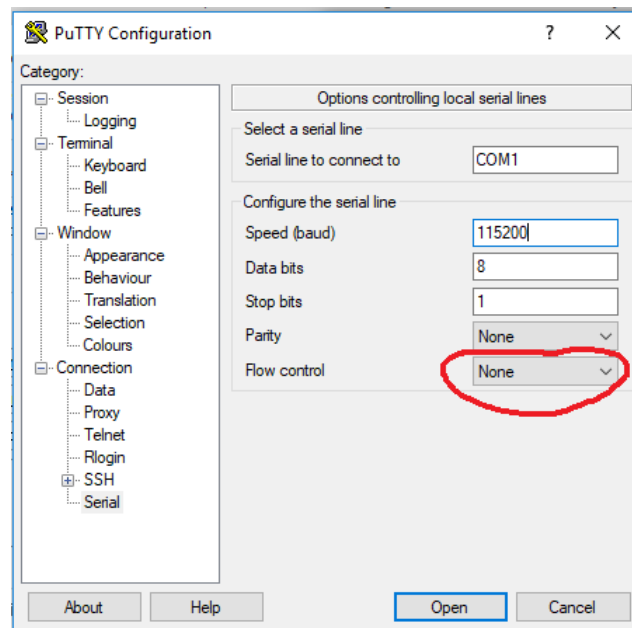 PuTTY Configuration
?
Category:
Session
Logging
Terminal
Keyboard
Bell
Features
Window
Appearance
Behaviour
Translation
Selection
Colours
Connection
Data
Proxy
Telnet
Rlogin
SSH
Serial
Options controlling local serial lines
Select a serial line
Serial line to connect to COM1
Configure the serial line
Speed (baud) 115200
Data bits 8
Stop bits 1
Parity None
Flow control None
About Help Open Cancel